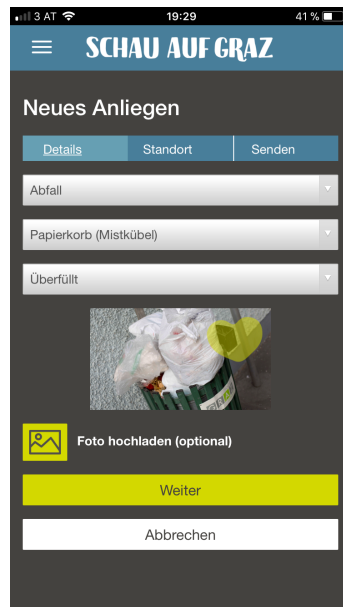 3 AT 19:29 41 %
SCHAU AUF GRAZ
Neues Anliegen
Details Standort Senden
Abfall
Papierkorb (Mistkübel)
Überfüllt
Foto hochladen (optional)
Weiter
Abbrechen